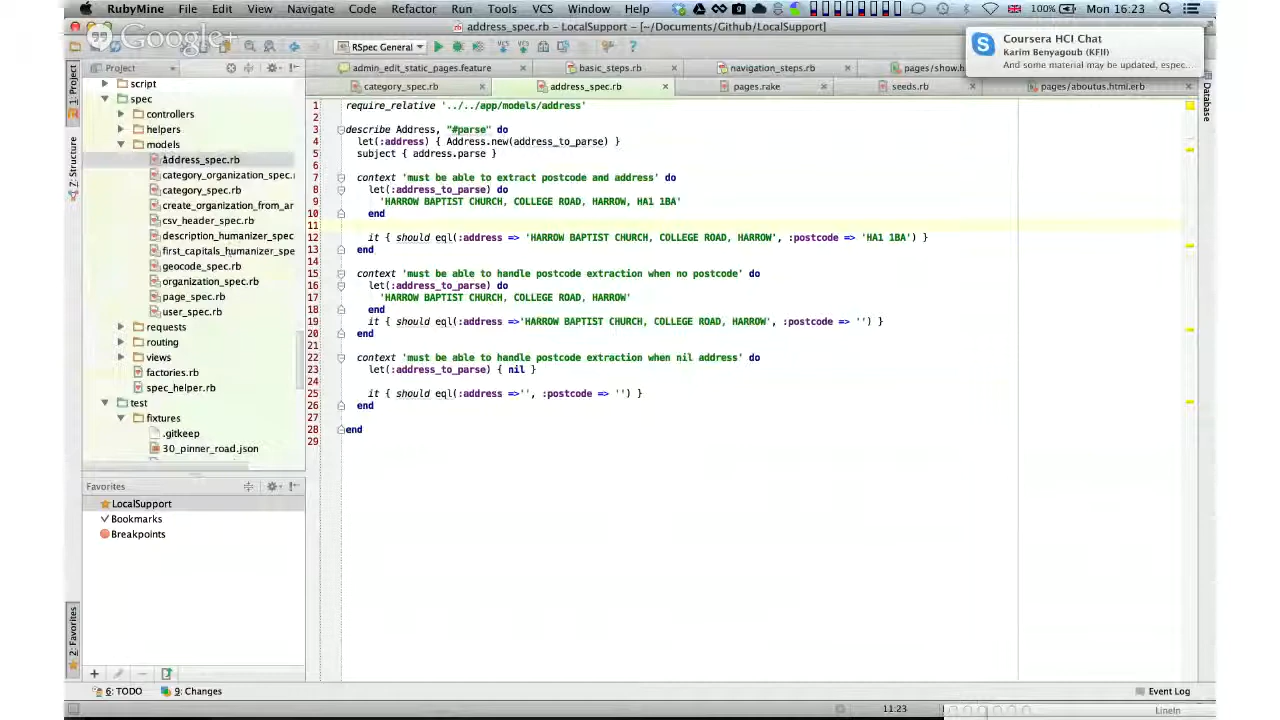 RubyMine File Edit View Navigate Code Refactor Run Tools VCS Window Help 100% Mon 16:23
address_spec.rb – LocalSupport – [~/Documents/Github/LocalSupport]
Google+
RSpec General
Coursera HCI Chat
Karim Benyagoub (KFII)
And some material may be updated, espec...
Project
admin_edit_static_pages.feature basic_steps.rb navigation_steps.rb pages/show.h
category_spec.rb address_spec.rb pages.rake seeds.rb pages/aboutus.html.erb
1: Project
7: Structure
2: Favorites
Database
script
spec
controllers
helpers
models
address_spec.rb
category_organization_spec.r
category_spec.rb
create_organization_from_ar
csv_header_spec.rb
description_humanizer_spec
first_capitals_humanizer_spe
geocode_spec.rb
organization_spec.rb
page_spec.rb
user_spec.rb
requests
routing
views
factories.rb
spec_helper.rb
test
fixtures
.gitkeep
30_pinner_road.json
Favorites
LocalSupport
Bookmarks
Breakpoints
1 require_relative '../../app/models/address'
2
3 describe Address, "#parse" do
4 let(:address) { Address.new(address_to_parse) }
5 subject { address.parse }
6
7 context 'must be able to extract postcode and address' do
8 let(:address_to_parse) do
9 'HARROW BAPTIST CHURCH, COLLEGE ROAD, HARROW, HA1 1BA'
10 end
11
12 it { should eql(:address => 'HARROW BAPTIST CHURCH, COLLEGE ROAD, HARROW', :postcode => 'HA1 1BA') }
13 end
14
15 context 'must be able to handle postcode extraction when no postcode' do
16 let(:address_to_parse) do
17 'HARROW BAPTIST CHURCH, COLLEGE ROAD, HARROW'
18 end
19 it { should eql(:address =>'HARROW BAPTIST CHURCH, COLLEGE ROAD, HARROW', :postcode => '') }
20 end
21
22 context 'must be able to handle postcode extraction when nil address' do
23 let(:address_to_parse) { nil }
24
25 it { should eql(:address =>'', :postcode => '') }
26 end
27
28 end
29
6: TODO 9: Changes Event Log
11:23
LineIn